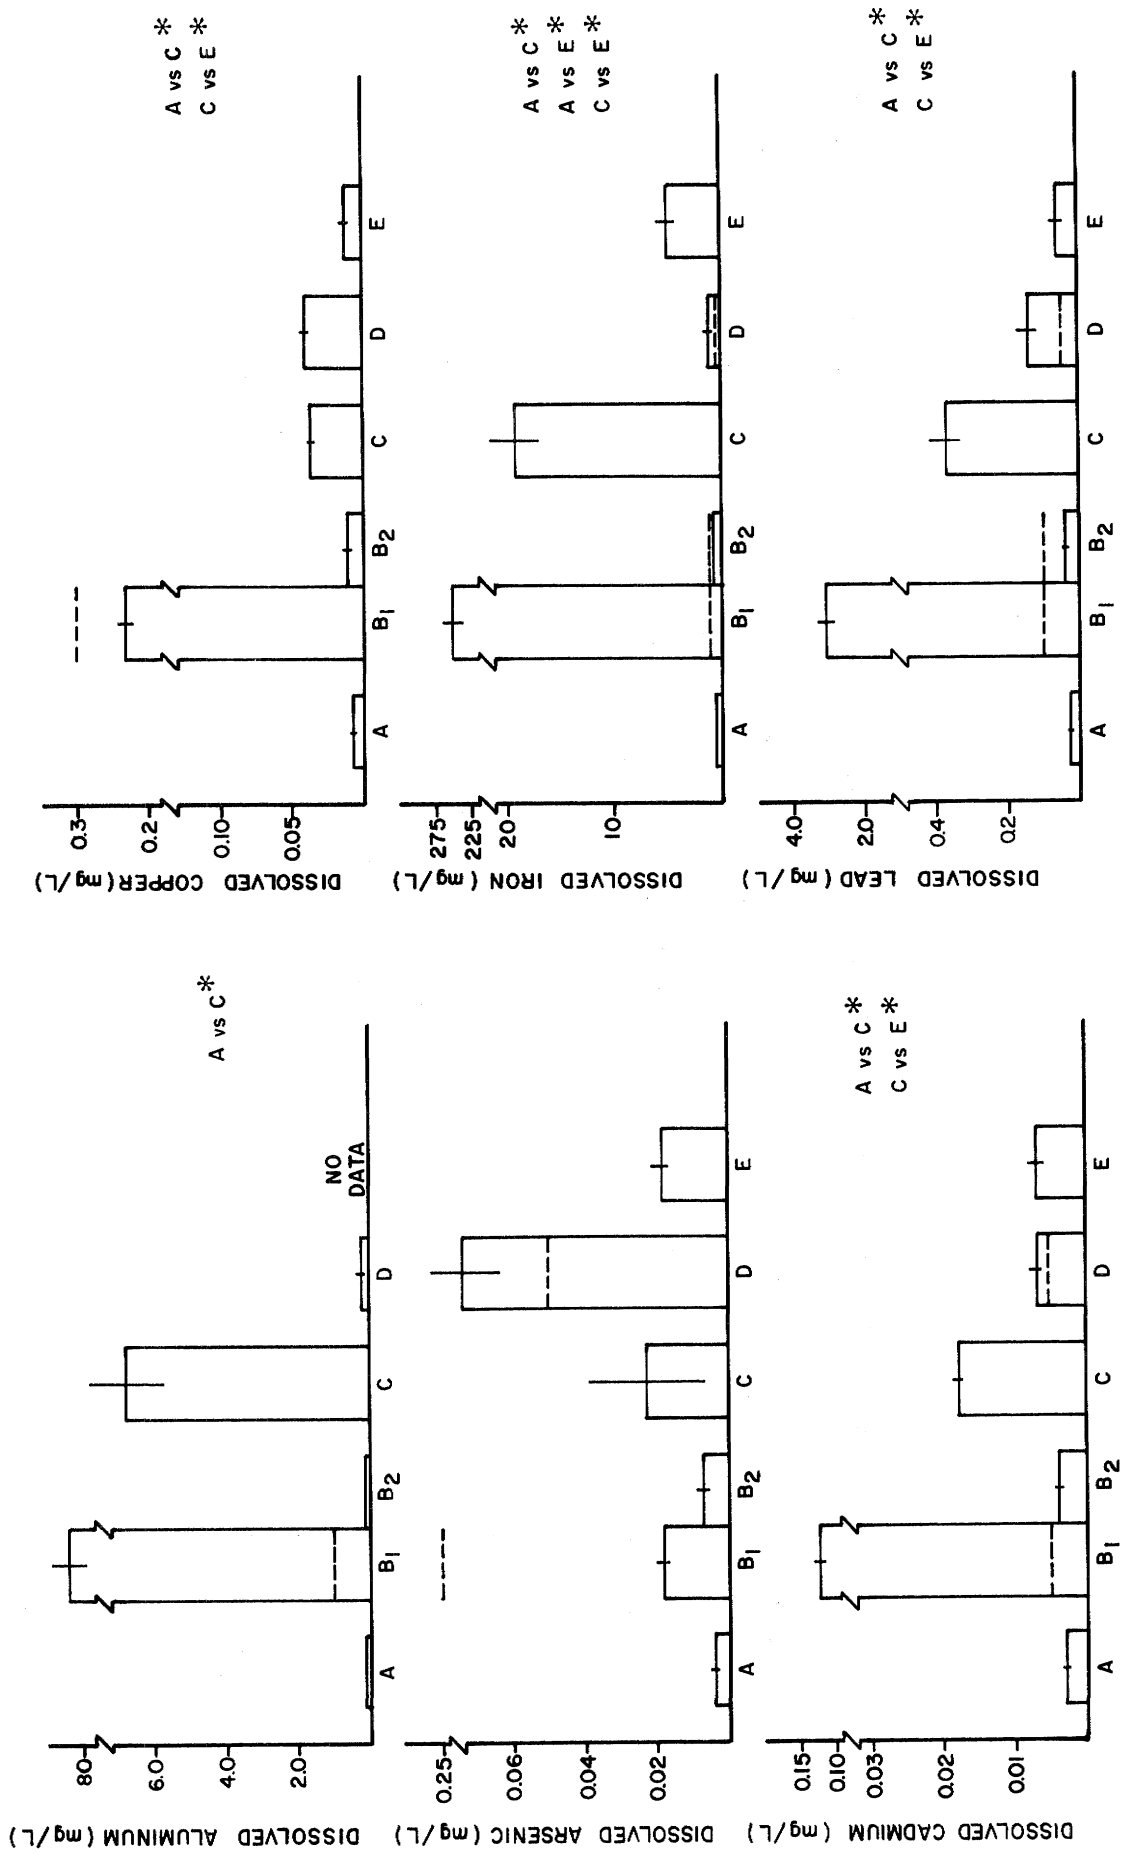 DISSOLVED ALUMINUM (mg/L)
80
6.0
4.0
2.0
A vs C*
NO
DATA
A B1 B2 C D
DISSOLVED COPPER (mg/L)
0.3
0.2
0.10
0.05
A vs C*
C vs E*
A B1 B2 C D E
DISSOLVED ARSENIC (mg/L)
0.25
0.06
0.04
0.02
A B1 B2 C D E
DISSOLVED IRON (mg/L)
275
225
20
10
A vs C*
A vs E*
C vs E*
A B1 B2 C D E
DISSOLVED CADMIUM (mg/L)
0.15
0.10
0.03
0.01
A vs C*
C vs E*
A B1 B2 C D E
DISSOLVED LEAD (mg/L)
4.0
2.0
0.4
0.2
A vs C*
C vs E*
A B1 B2 C D E